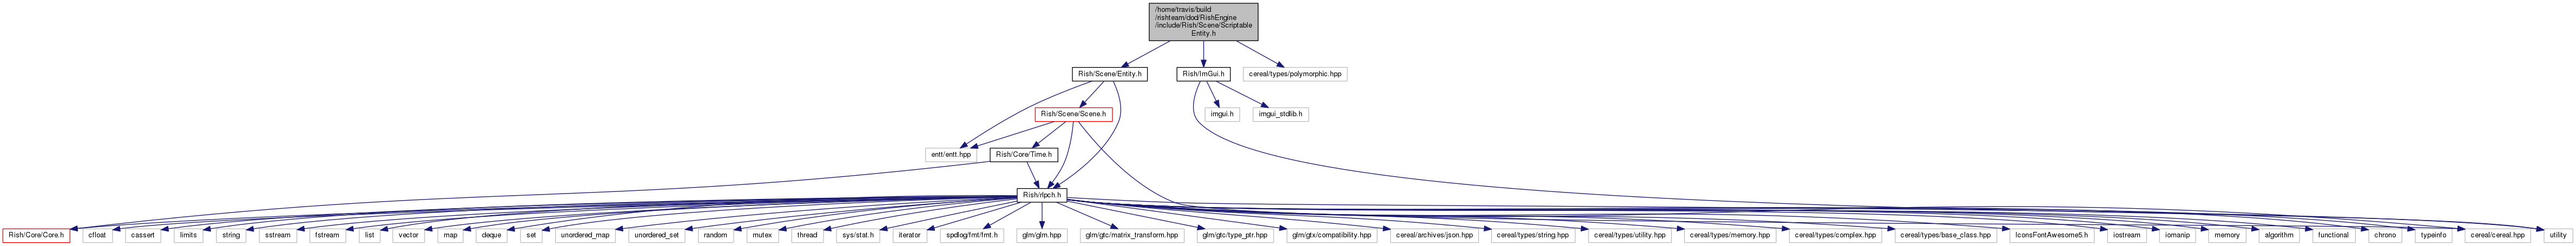 /home/travis/build
/rishteam/dod/RishEngine
/include/Rish/Scene/Scriptable
Entity.h
Rish/Scene/Entity.h
Rish/ImGui.h
cereal/types/polymorphic.hpp
Rish/Scene/Scene.h
imgui.h
imgui_stdlib.h
entt/entt.hpp
Rish/Core/Time.h
Rish/rlpch.h
Rish/Core/Core.h
cfloat
cassert
limits
string
sstream
fstream
list
vector
map
deque
set
unordered_map
unordered_set
random
mutex
thread
sys/stat.h
iterator
spdlog/fmt/fmt.h
glm/glm.hpp
glm/gtc/matrix_transform.hpp
glm/gtc/type_ptr.hpp
glm/gtx/compatibility.hpp
cereal/archives/json.hpp
cereal/types/string.hpp
cereal/types/utility.hpp
cereal/types/memory.hpp
cereal/types/complex.hpp
cereal/types/base_class.hpp
IconsFontAwesome5.h
iostream
iomanip
memory
algorithm
functional
chrono
typeinfo
cereal/cereal.hpp
utility